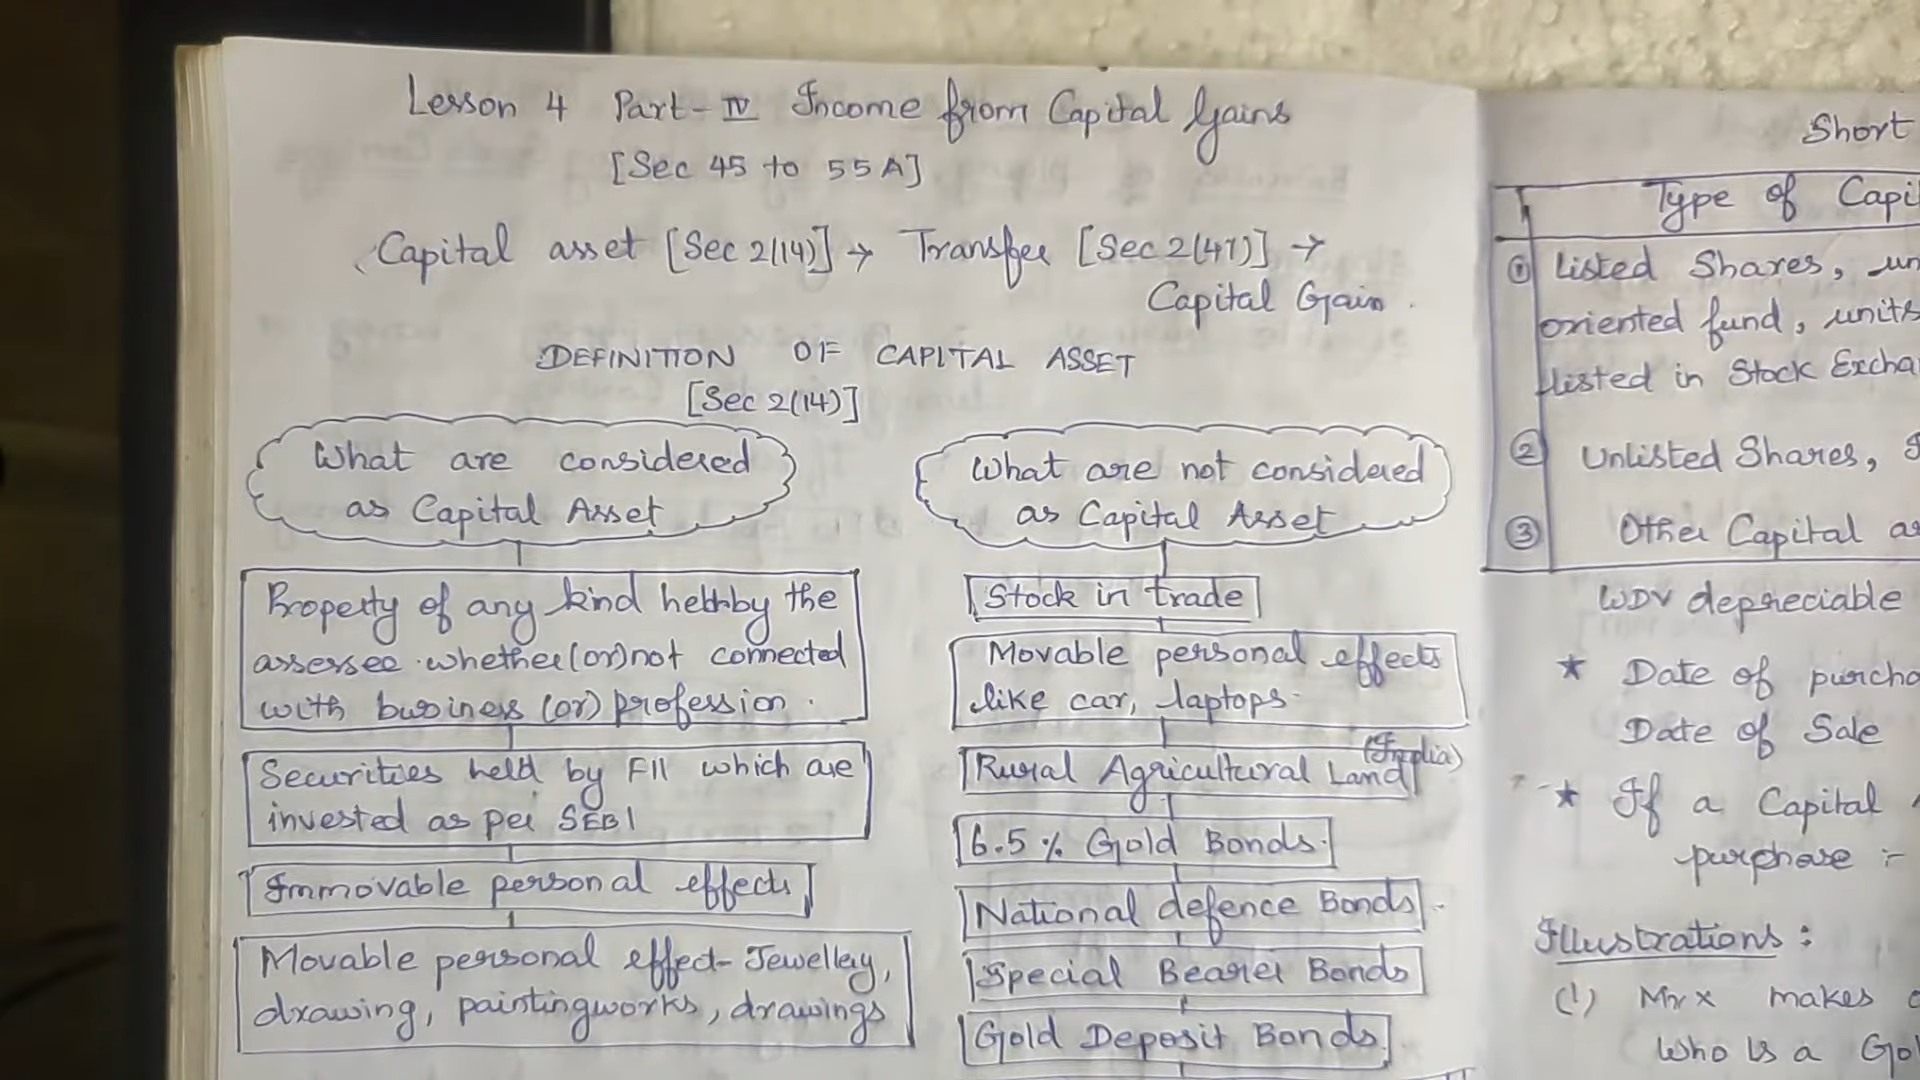 Lesson 4 Part-IV Income from Capital Gains
[Sec 45 to 55A]
Capital asset [Sec 2(14)] → Transfer [Sec 2(47)] →
Capital Gain.
DEFINITION OF CAPITAL ASSET
[Sec 2(14)]
What are considered
as Capital Asset
Property of any kind held by the
assessee whether (or) not connected
with business (or) profession.
Securities held by FII which are
invested as per SEBI
Immovable personal effects
Movable personal effect- Jewellery,
drawing, paintingworks, drawings
What are not considered
as Capital Asset
Stock in trade
Movable personal effects
like car, laptops.
Rural Agricultural Land (India)
6.5% Gold Bonds.
National defence Bonds.
Special Bearer Bonds
Gold Deposit Bonds.
Short
Type of Capi
① Listed Shares, un
oriented fund, units
listed in Stock Excha
② Unlisted Shares,
③ Other Capital as
WDV depreciable
★ Date of purcha
Date of Sale
★ If a Capital
purchase :-
Illustrations :
(1) Mr X makes
Who is a Gol